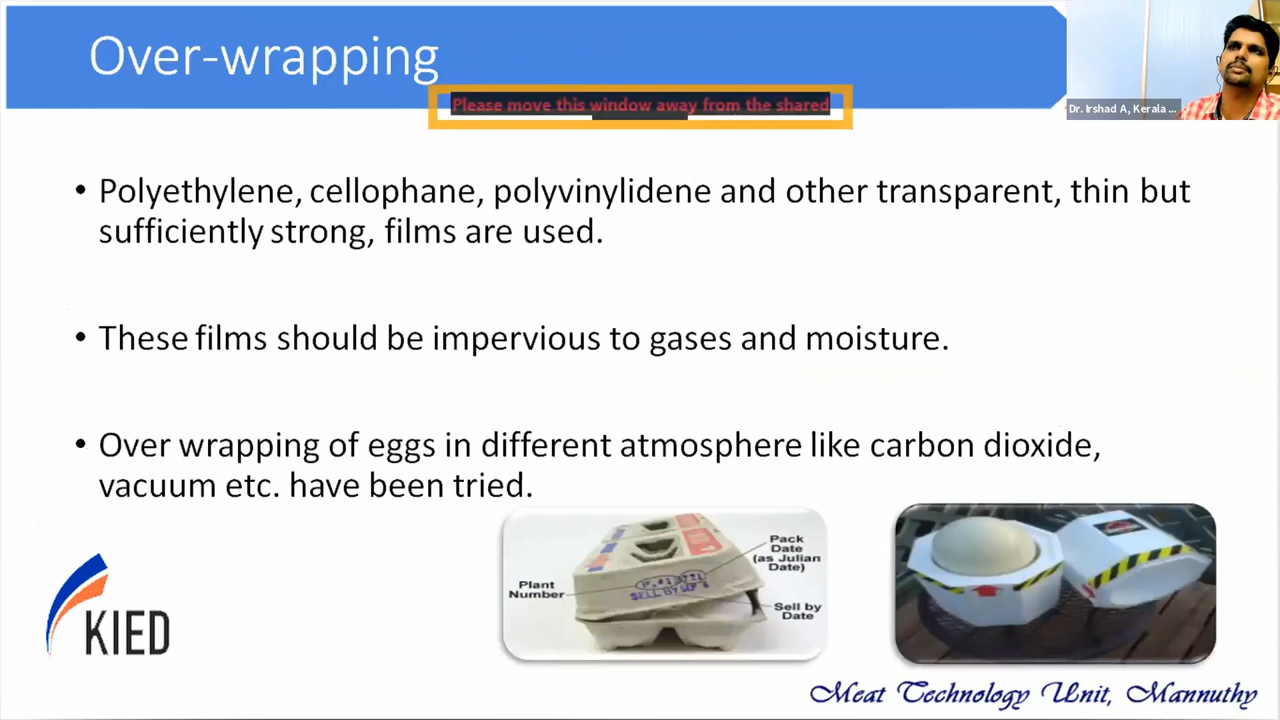 Over-wrapping
Please move this window away from the shared
Dr. Irshad A, Kerala ...
• Polyethylene, cellophane, polyvinylidene and other transparent, thin but
sufficiently strong, films are used.
• These films should be impervious to gases and moisture.
• Over wrapping of eggs in different atmosphere like carbon dioxide,
vacuum etc. have been tried.
Pack
Date
(as Julian
Date)
Plant
Number
Sell by
Date
KIED
Meat Technology Unit, Mannuthy